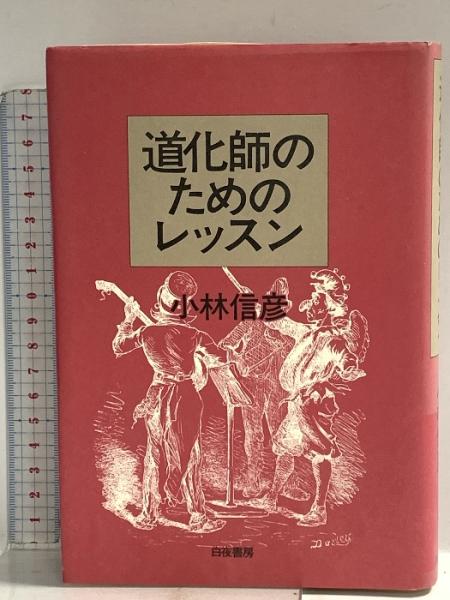 道化師の
ための
レッスン
小林信彦
Darley
白夜書房